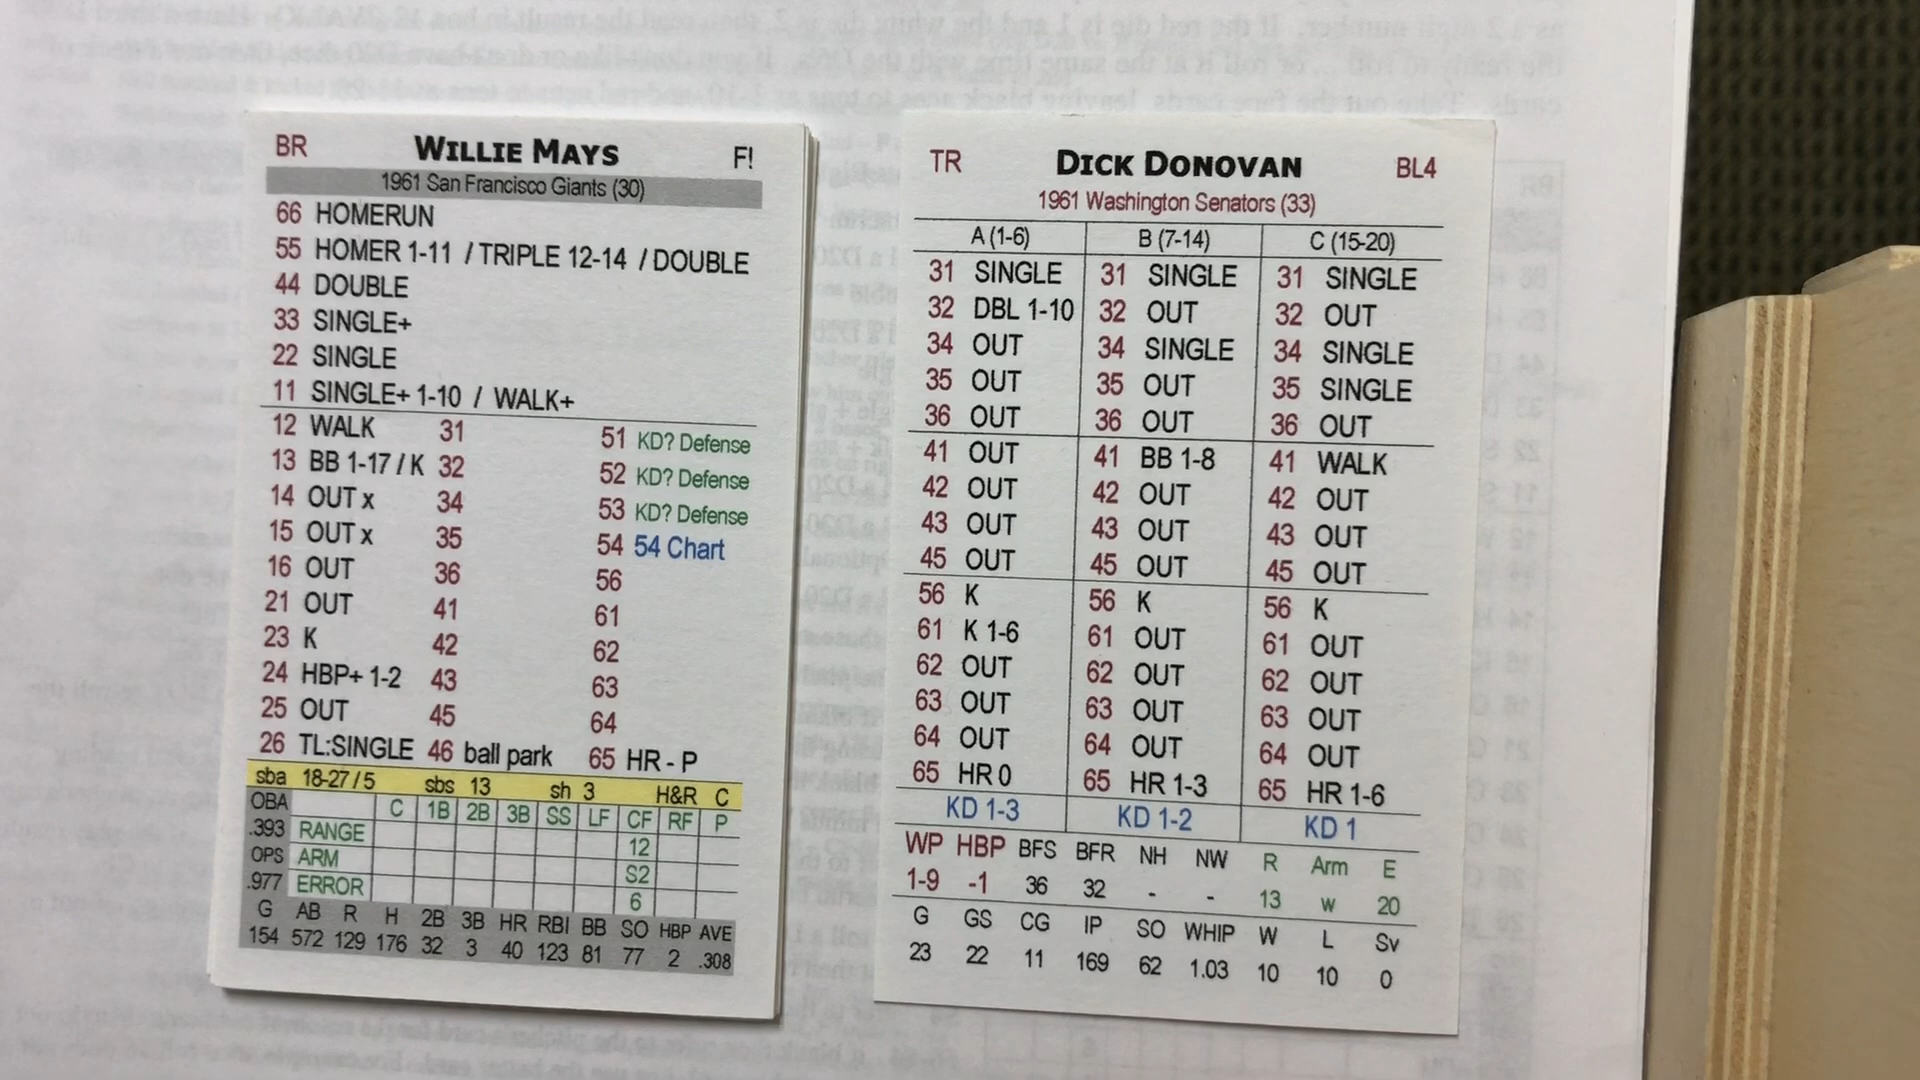 BR WILLIE MAYS F!
1961 San Francisco Giants (30)
66 HOMERUN
55 HOMER 1-11 / TRIPLE 12-14 / DOUBLE
44 DOUBLE
33 SINGLE+
22 SINGLE
11 SINGLE+ 1-10 / WALK+
12 WALK 31 51 KD? Defense
13 BB 1-17 / K 32 52 KD? Defense
14 OUT x 34 53 KD? Defense
15 OUT x 35 54 54 Chart
16 OUT 36 56
21 OUT 41 61
23 K 42 62
24 HBP+ 1-2 43 63
25 OUT 45 64
26 TL:SINGLE 46 ball park 65 HR - P
sba 18-27 / 5 sbs 13 sh 3 H&R C
OBA C 1B 2B 3B SS LF CF RF P
.393 RANGE 12
OPS ARM S2
.977 ERROR 6
G AB R H 2B 3B HR RBI BB SO HBP AVE
154 572 129 176 32 3 40 123 81 77 2 .308
TR DICK DONOVAN BL4
1961 Washington Senators (33)
A (1-6) B (7-14) C (15-20)
31 SINGLE 31 SINGLE 31 SINGLE
32 DBL 1-10 32 OUT 32 OUT
34 OUT 34 SINGLE 34 SINGLE
35 OUT 35 OUT 35 SINGLE
36 OUT 36 OUT 36 OUT
41 OUT 41 BB 1-8 41 WALK
42 OUT 42 OUT 42 OUT
43 OUT 43 OUT 43 OUT
45 OUT 45 OUT 45 OUT
56 K 56 K 56 K
61 K 1-6 61 OUT 61 OUT
62 OUT 62 OUT 62 OUT
63 OUT 63 OUT 63 OUT
64 OUT 64 OUT 64 OUT
65 HR 0 65 HR 1-3 65 HR 1-6
KD 1-3 KD 1-2 KD 1
WP HBP BFS BFR NH NW R Arm E
1-9 -1 36 32 - - 13 w 20
G GS CG IP SO WHIP W L Sv
23 22 11 169 62 1.03 10 10 0